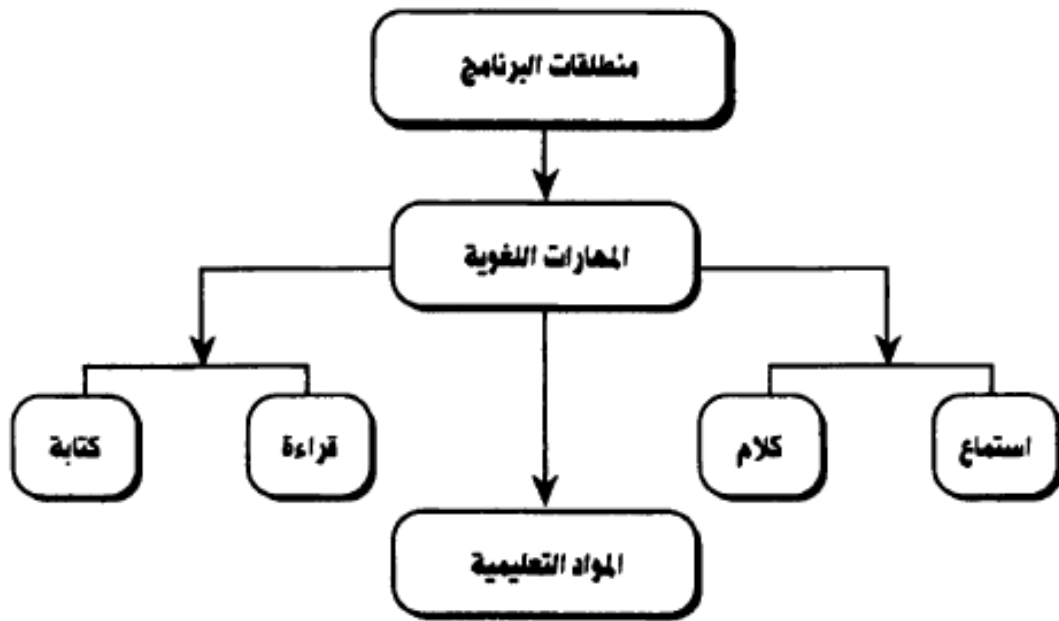 منطلقات البرنامج
المهارات اللغوية
استماع
كلام
قراءة
كتابة
المواد التعليمية